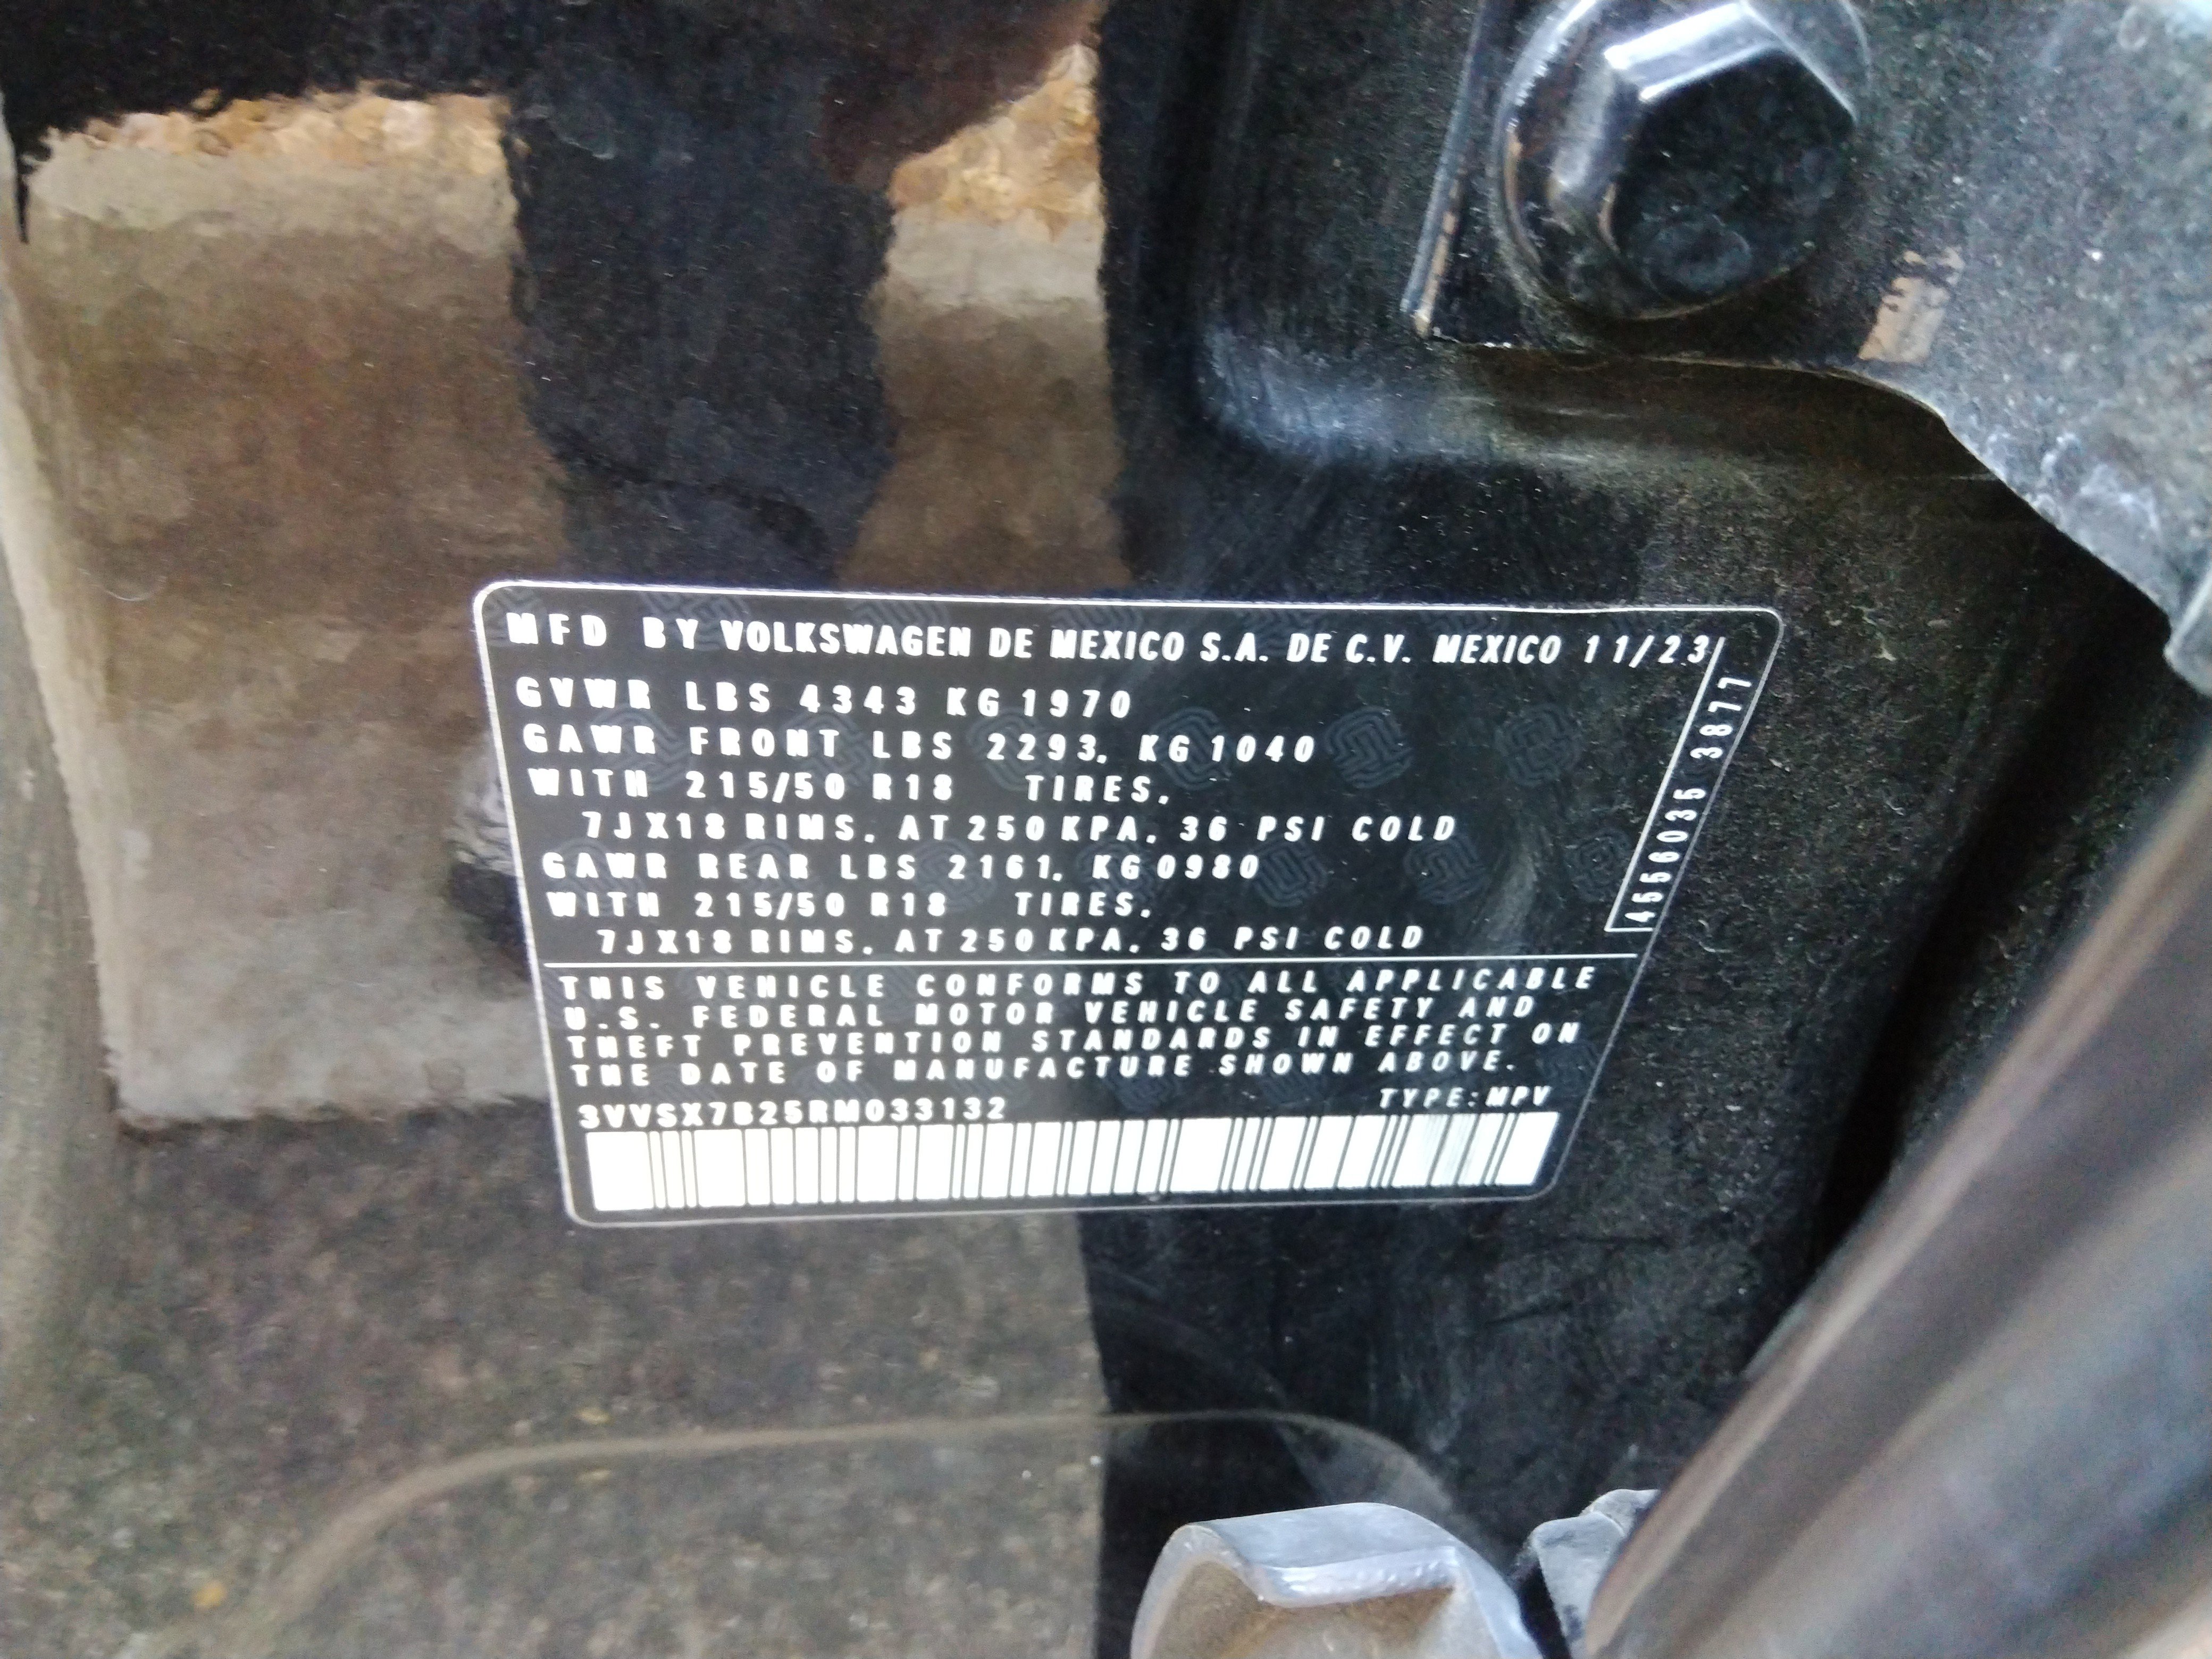 MFD BY VOLKSWAGEN DE MEXICO S.A. DE C.V. MEXICO 11/23
GVWR LBS 4343 KG 1970
GAWR FRONT LBS 2293, KG 1040
WITH 215/50 R18 TIRES,
7JX18 RIMS, AT 250 KPA, 36 PSI COLD
GAWR REAR LBS 2161, KG 0980
WITH 215/50 R18 TIRES,
7JX18 RIMS, AT 250 KPA, 36 PSI COLD
THIS VEHICLE CONFORMS TO ALL APPLICABLE
U.S. FEDERAL MOTOR VEHICLE SAFETY AND
THEFT PREVENTION STANDARDS IN EFFECT ON
THE DATE OF MANUFACTURE SHOWN ABOVE.
3VVSX7B25RM033132 TYPE: MPV
4556035 3877